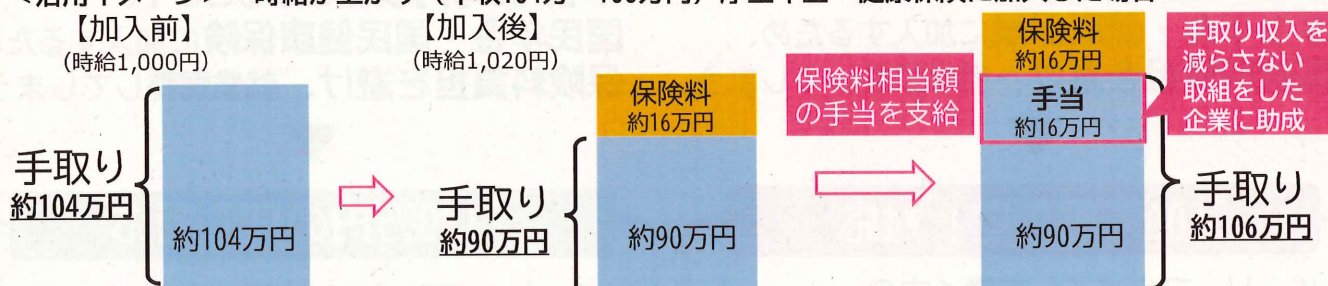 【加入前】
(時給1,000円)
手取り
約104万円
約104万円
【加入後】
(時給1,020円)
保険料
約16万円
手取り
約90万円
約90万円
保険料相当額
の手当を支給
保険料
約16万円
手当
約16万円
約90万円
手取り収入を
減らさない
取組をした
企業に助成
手取り
約106万円